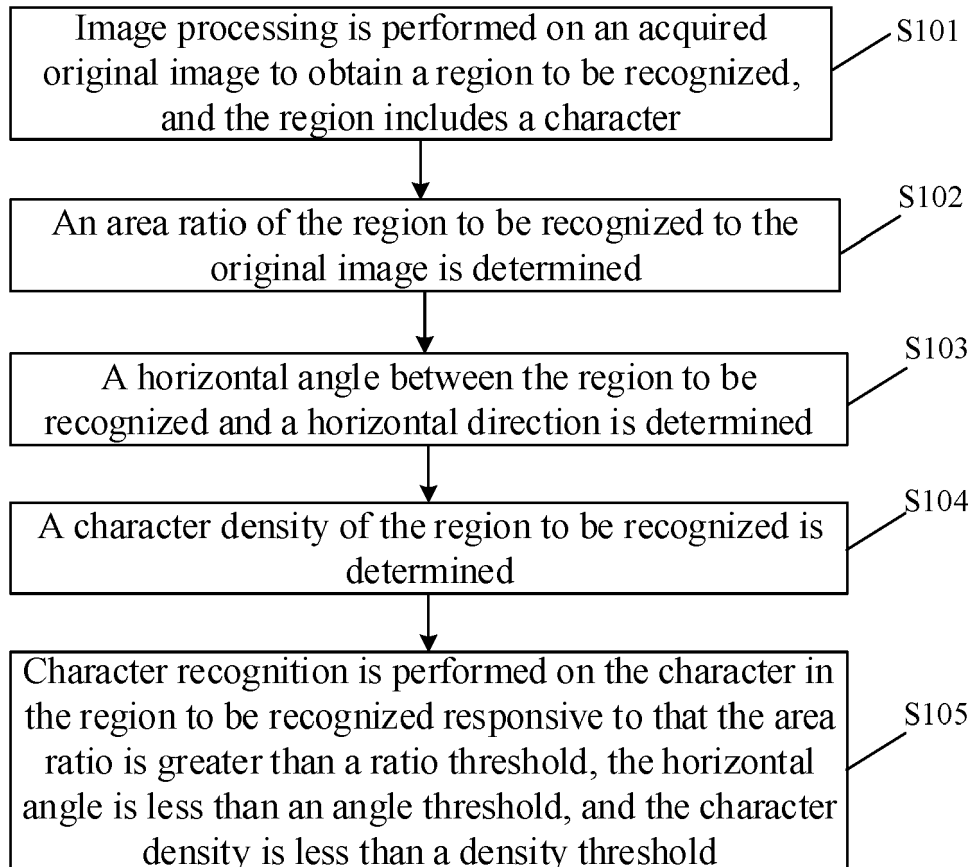 Image processing is performed on an acquired
original image to obtain a region to be recognized,
and the region includes a character
S101
An area ratio of the region to be recognized to the
original image is determined
S102
A horizontal angle between the region to be
recognized and a horizontal direction is determined
S103
A character density of the region to be recognized is
determined
S104
Character recognition is performed on the character in
the region to be recognized responsive to that the area
ratio is greater than a ratio threshold, the horizontal
angle is less than an angle threshold, and the character
density is less than a density threshold
S105